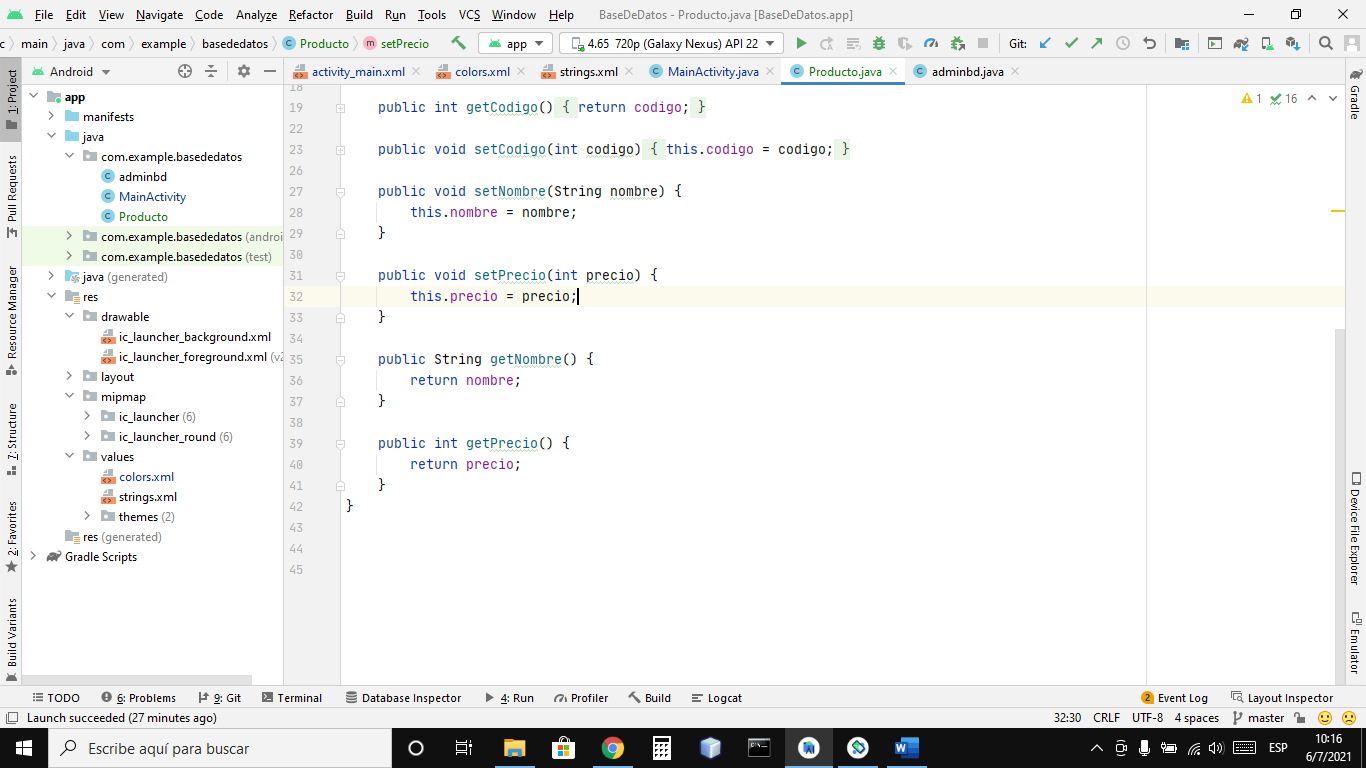 File Edit View Navigate Code Analyze Refactor Build Run Tools VCS Window Help BaseDeDatos - Producto.java [BaseDeDatos.app]
main java com example basededatos Producto setPrecio app 4.65 720p (Galaxy Nexus) API 22 Git:
1: Project
Pull Requests
Resource Manager
7: Structure
2: Favorites
Build Variants
Android
app
manifests
java
com.example.basededatos
adminbd
MainActivity
Producto
com.example.basededatos (androi
com.example.basededatos (test)
java (generated)
res
drawable
ic_launcher_background.xml
ic_launcher_foreground.xml (v2
layout
mipmap
ic_launcher (6)
ic_launcher_round (6)
values
colors.xml
strings.xml
themes (2)
res (generated)
Gradle Scripts
activity_main.xml colors.xml strings.xml MainActivity.java Producto.java adminbd.java
1 16
18
19 public int getCodigo() { return codigo; }
22
23 public void setCodigo(int codigo) { this.codigo = codigo; }
26
27 public void setNombre(String nombre) {
28 this.nombre = nombre;
29 }
30
31 public void setPrecio(int precio) {
32 this.precio = precio;
33 }
34
35 public String getNombre() {
36 return nombre;
37 }
38
39 public int getPrecio() {
40 return precio;
41 }
42 }
43
44
45
Gradle
Device File Explorer
Emulator
TODO 6: Problems 9: Git Terminal Database Inspector 4: Run Profiler Build Logcat 2 Event Log Layout Inspector
Launch succeeded (27 minutes ago) 32:30 CRLF UTF-8 4 spaces master
Escribe aquí para buscar
ESP
10:16
6/7/2021